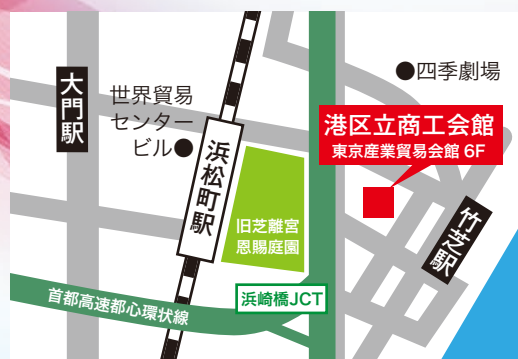 大門駅
世界貿易
センター
ビル●
浜松町駅
●四季劇場
港区立商工会館
東京産業貿易会館 6F
旧芝離宮
恩賜庭園
竹芝駅
浜崎橋JCT
首都高速都心環状線